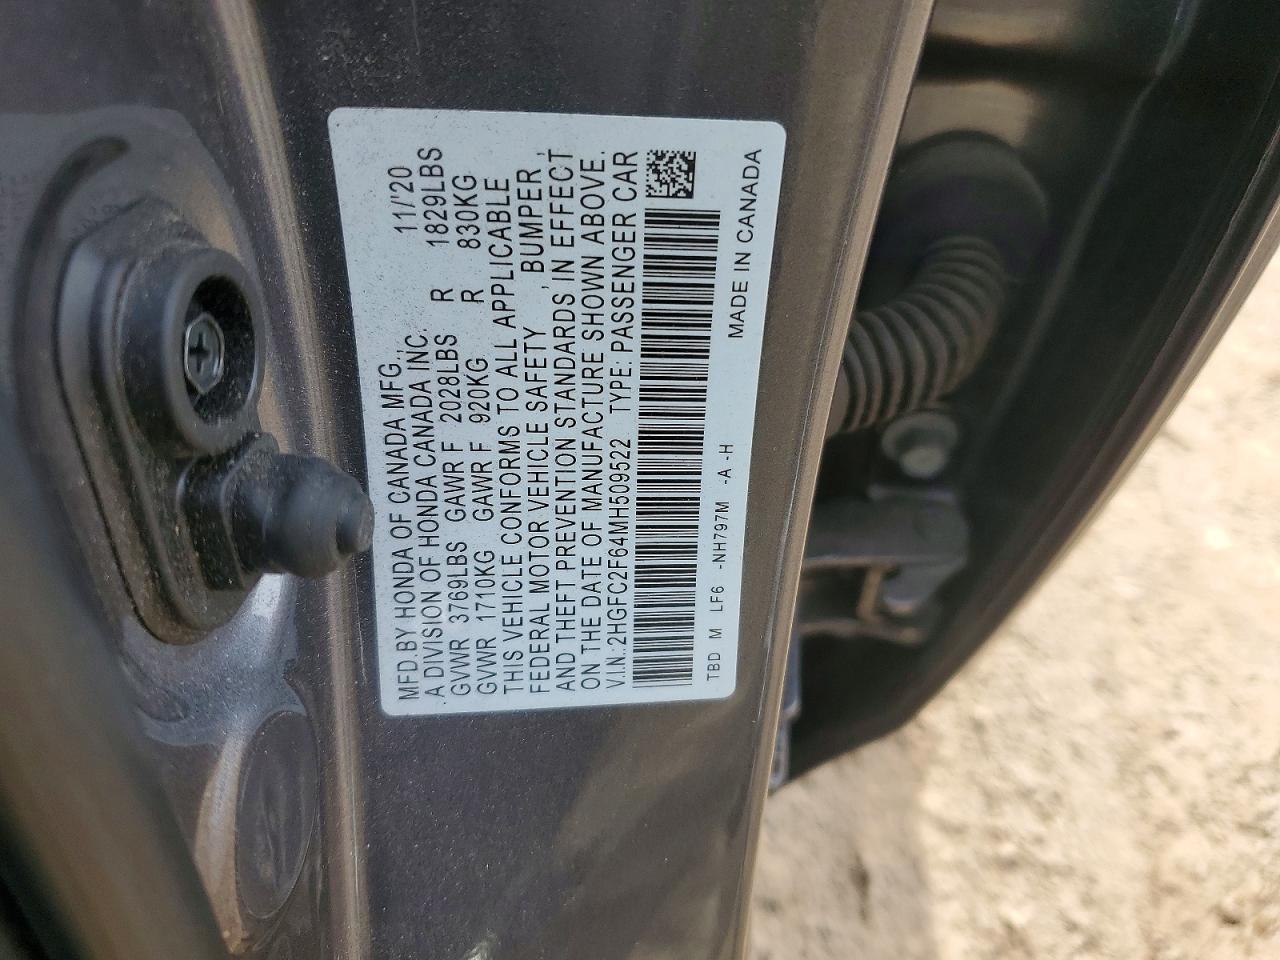 MFD.BY HONDA OF CANADA MFG., 11/'20
A DIVISION OF HONDA CANADA INC.
GVWR 3769LBS GAWR F 2028LBS R 1829LBS
GVWR 1710KG GAWR F 920KG R 830KG
THIS VEHICLE CONFORMS TO ALL APPLICABLE
FEDERAL MOTOR VEHICLE SAFETY , BUMPER ,
AND THEFT PREVENTION STANDARDS IN EFFECT
ON THE DATE OF MANUFACTURE SHOWN ABOVE.
V.I.N.:2HGFC2F64MH509522 TYPE: PASSENGER CAR
TBD M LF6 -NH797M -A -H
MADE IN CANADA